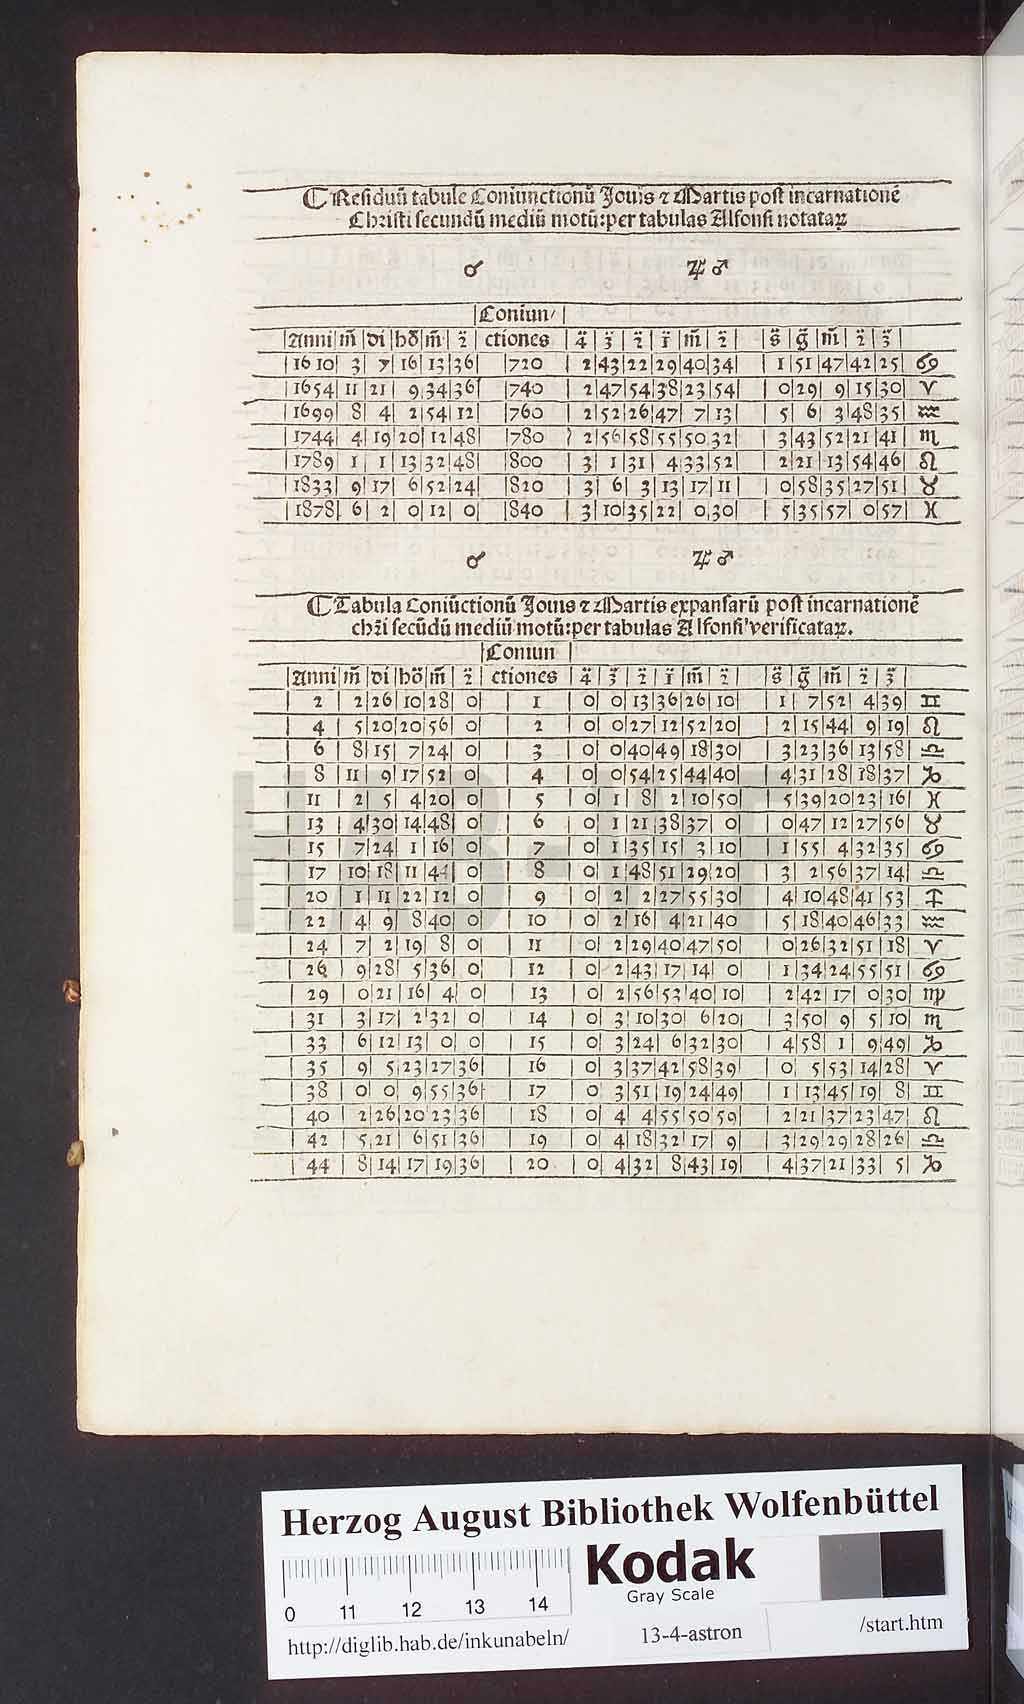 ☾ Residuū tabule Coniunctionū Jouis ⁊ Martis post incarnationē
Christi secundū mediū motū:per tabulas Alfonsi notataꝝ
☌ ♃ ♂
Coniun/
Anni m̄ di ho᷑ m̄ 2̈ ctiones 4̈ 3̈ 2̈ 1̈ m̄ 2̈ s̈ g̈ m̄ 2̈ 3̈
1610 3 7 16 13 36 720 2 43 22 29 40 34 1 51 47 42 25 ♋
1654 11 21 9 34 36 740 2 47 54 38 23 54 0 29 9 15 30 ♈
1699 8 4 2 54 12 760 2 52 26 47 7 13 5 6 3 48 35 ♒
1744 4 19 20 12 48 780 2 56 58 55 50 32 3 43 52 21 41 ♏
1789 1 1 13 32 48 800 3 1 31 4 33 52 2 21 13 54 46 ♌
1833 9 17 6 52 24 820 3 6 3 13 17 11 0 58 35 27 51 ♉
1878 6 2 0 12 0 840 3 10 35 22 0 30 5 35 57 0 57 ♓
☌ ♃ ♂
☾ Tabula Coniūctionū Jouis ⁊ Martis expansarū post incarnationē
chři secūdū mediū motū:per tabulas Alfonsi verificataꝝ.
Coniun
Anni m̄ di ho᷑ m̄ 2̈ ctiones 4̈ 3̈ 2̈ 1̈ m̄ 2̈ s̈ g̈ m̄ 2̈ 3̈
2 2 26 10 28 0 1 0 0 13 36 26 10 1 7 52 4 39 ♊
4 5 20 20 56 0 2 0 0 27 12 52 20 2 15 44 9 19 ♌
6 8 15 7 24 0 3 0 0 40 49 18 30 3 23 36 13 58 ♎
8 11 9 17 52 0 4 0 0 54 25 44 40 4 31 28 18 37 ♑
11 2 5 4 20 0 5 0 1 8 2 10 50 5 39 20 23 16 ♓
13 4 30 14 48 0 6 0 1 21 38 37 0 0 47 12 27 56 ♉
15 7 24 1 16 0 7 0 1 35 15 3 10 1 55 4 32 35 ♋
17 10 18 11 44 0 8 0 1 48 51 29 20 3 2 56 37 14 ♎
20 1 11 22 12 0 9 0 2 2 27 55 30 4 10 48 41 53 ♐
22 4 9 8 40 0 10 0 2 16 4 21 40 5 18 40 46 33 ♒
24 7 2 19 8 0 11 0 2 29 40 47 50 0 26 32 51 18 ♈
26 9 28 5 36 0 12 0 2 43 17 14 0 1 34 24 55 51 ♋
29 0 21 16 4 0 13 0 2 56 53 40 10 2 42 17 0 30 ♍
31 3 17 2 32 0 14 0 3 10 30 6 20 3 50 9 5 10 ♏
33 6 12 13 0 0 15 0 3 24 6 32 30 4 58 1 9 49 ♑
35 9 5 23 27 36 16 0 3 37 42 58 39 0 5 53 14 28 ♈
38 0 0 9 55 36 17 0 3 51 19 24 49 1 13 45 19 8 ♊
40 2 26 20 23 36 18 0 4 4 55 50 59 2 21 37 23 47 ♌
42 5 21 6 51 36 19 0 4 18 32 17 9 3 29 29 28 26 ♎
44 8 14 17 19 36 20 0 4 32 8 43 19 4 37 21 33 5 ♑
HAB-WF
Herzog August Bibliothek Wolfenbüttel
Kodak
Gray Scale
0 11 12 13 14
http://diglib.hab.de/inkunabeln/ 13-4-astron /start.htm